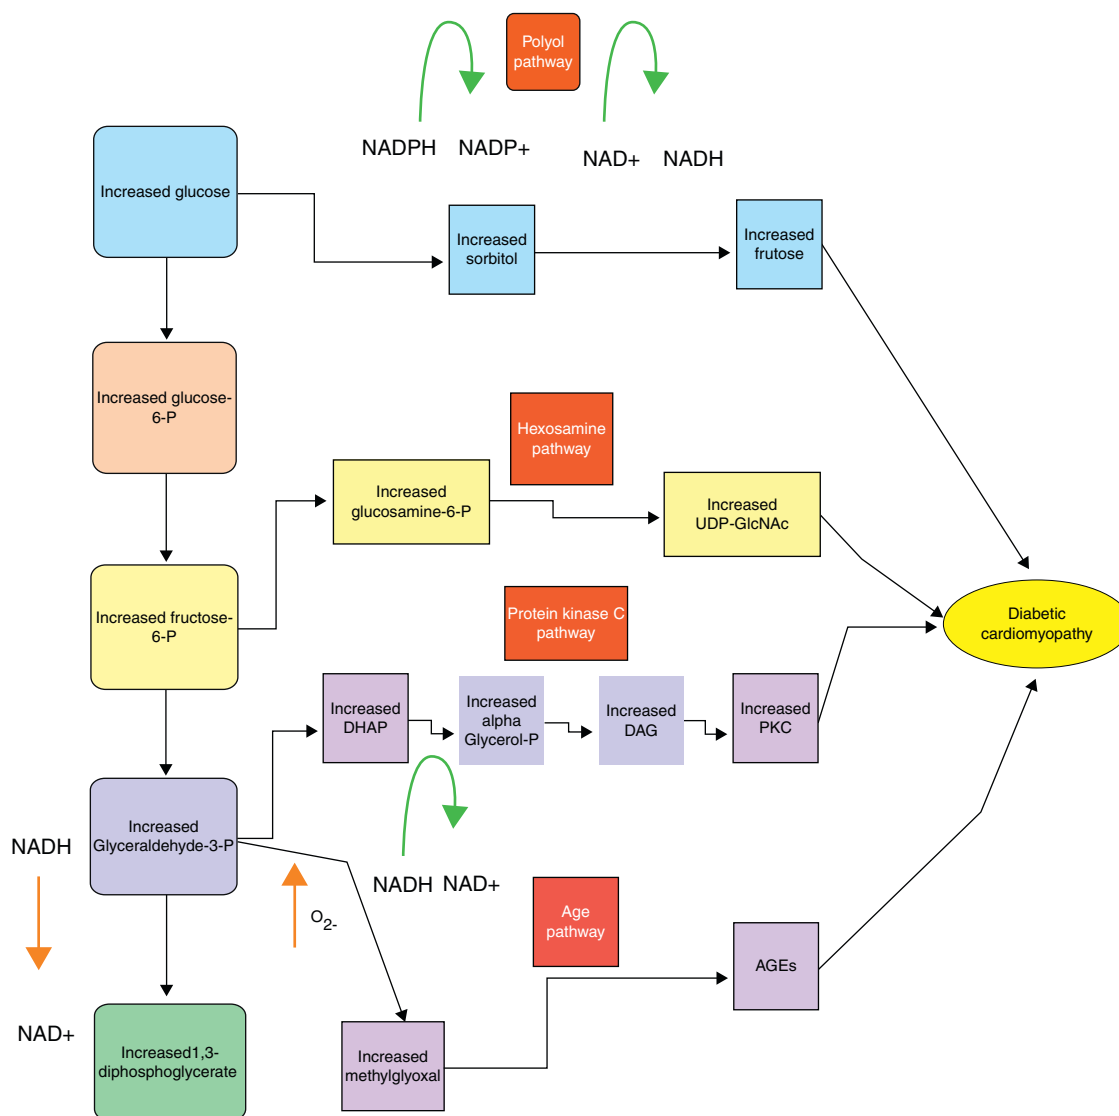 Polyol
pathway
NADPH
NADP+
NAD+
NADH
Increased glucose
Increased
sorbitol
Increased
frutose
Increased glucose-
6-P
Hexosamine
pathway
Increased
glucosamine-6-P
Increased
UDP-GlcNAc
Increased fructose-
6-P
Protein kinase C
pathway
Diabetic
cardiomyopathy
Increased
DHAP
Increased
alpha
Glycerol-P
Increased
DAG
Increased
PKC
Increased
Glyceraldehyde-3-P
NADH
NADH
NAD+
O2-
Age
pathway
AGEs
NAD+
Increased1,3-
diphosphoglycerate
Increased
methylglyoxal